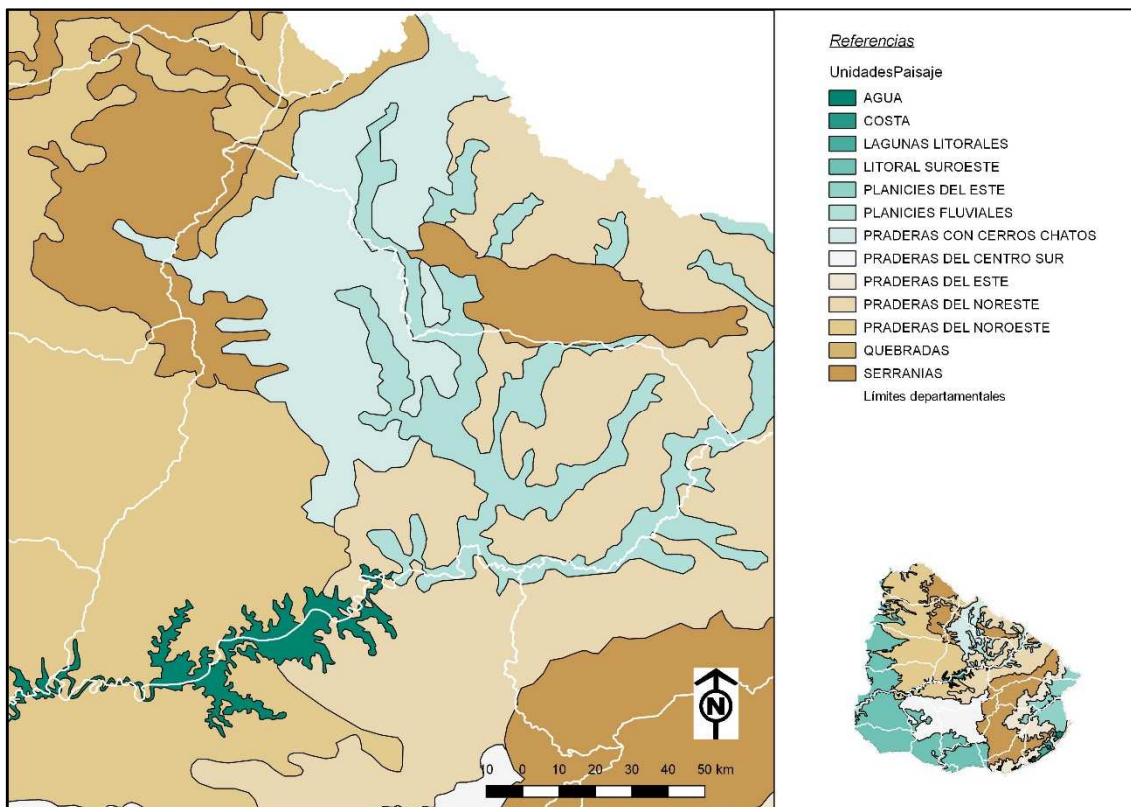 Referencias
UnidadesPaisaje
AGUA
COSTA
LAGUNAS LITORALES
LITORAL SUROESTE
PLANICIES DEL ESTE
PLANICIES FLUVIALES
PRADERAS CON CERROS CHATOS
PRADERAS DEL CENTRO SUR
PRADERAS DEL ESTE
PRADERAS DEL NORESTE
PRADERAS DEL NOROESTE
QUEBRADAS
SERRANIAS
Límites departamentales
N
10 0 10 20 30 40 50 km